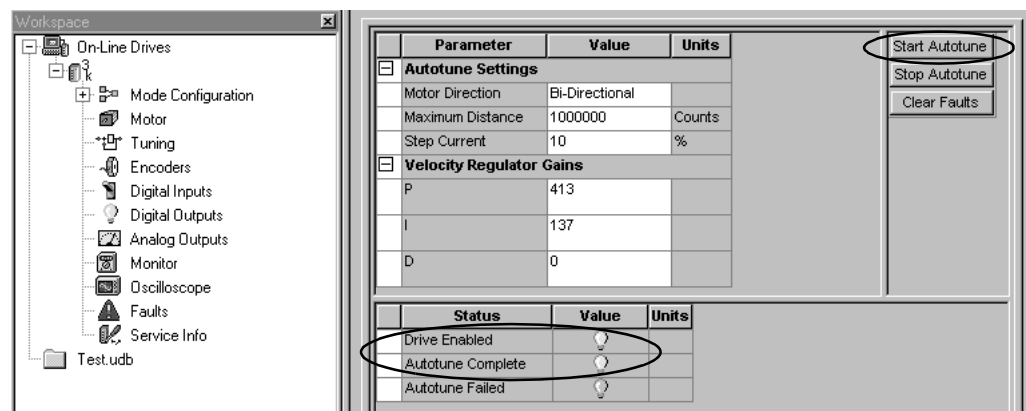 Workspace
On-Line Drives
3
k
Mode Configuration
Motor
Tuning
Encoders
Digital Inputs
Digital Outputs
Analog Outputs
Monitor
Oscilloscope
Faults
Service Info
Test.udb
Parameter Value Units
Autotune Settings
Motor Direction Bi-Directional
Maximum Distance 1000000 Counts
Step Current 10 %
Velocity Regulator Gains
P 413
I 137
D 0
Start Autotune
Stop Autotune
Clear Faults
Status Value Units
Drive Enabled
Autotune Complete
Autotune Failed